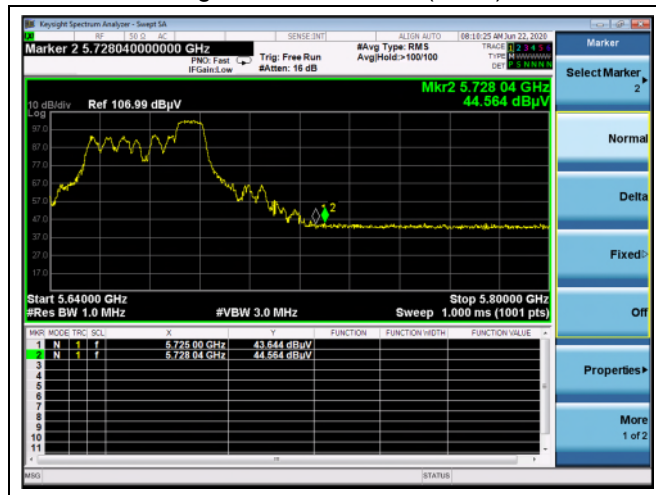 Keysight Spectrum Analyzer - Swept SA
RF 50 Ω AC SENSE:INT ALIGN AUTO 08:10:25 AM Jun 22, 2020
Marker 2 5.728040000000 GHz
PNO: Fast
IFGain:Low
Trig: Free Run
#Atten: 16 dB
#Avg Type: RMS
Avg|Hold:>100/100
TRACE 1 2 3 4 5 6
TYPE M
DET P S N N N N
Mkr2 5.728 04 GHz
44.564 dBµV
10 dB/div Ref 106.99 dBµV
Log
97.0
87.0
77.0
67.0
57.0
47.0
37.0
27.0
17.0
2
Start 5.64000 GHz Stop 5.80000 GHz
#Res BW 1.0 MHz #VBW 3.0 MHz Sweep 1.000 ms (1001 pts)
MKR MODE TRC SCL X Y FUNCTION FUNCTION WIDTH FUNCTION VALUE
1 N 1 f 5.725 00 GHz 43.644 dBµV
2 N 1 f 5.728 04 GHz 44.564 dBµV
3
4
5
6
7
8
9
10
11
MSG STATUS
Marker
Select Marker
2
Normal
Delta
Fixed
Off
Properties
More
1 of 2